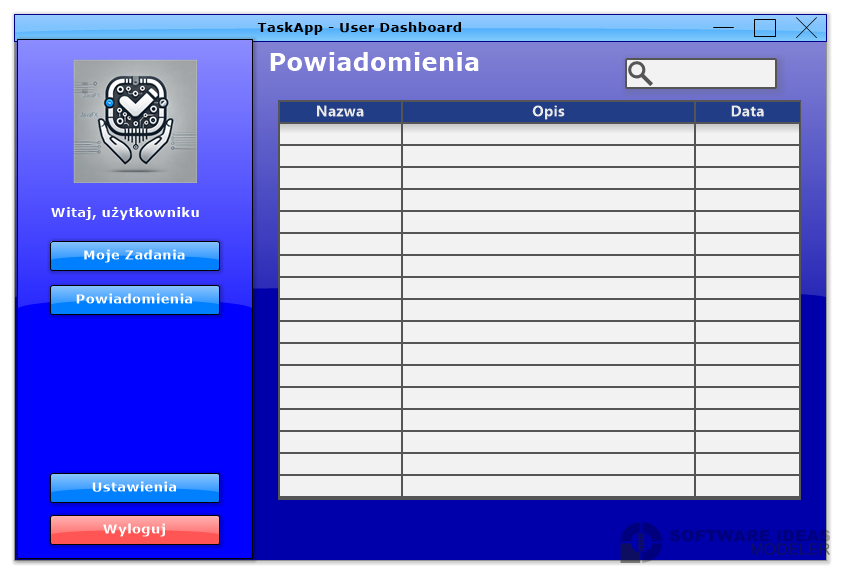 TaskApp - User Dashboard
Powiadomienia
Nazwa Opis Data
Witaj, użytkowniku
Moje Zadania
Powiadomienia
Ustawienia
Wyloguj
SOFTWARE IDEAS
MODELER